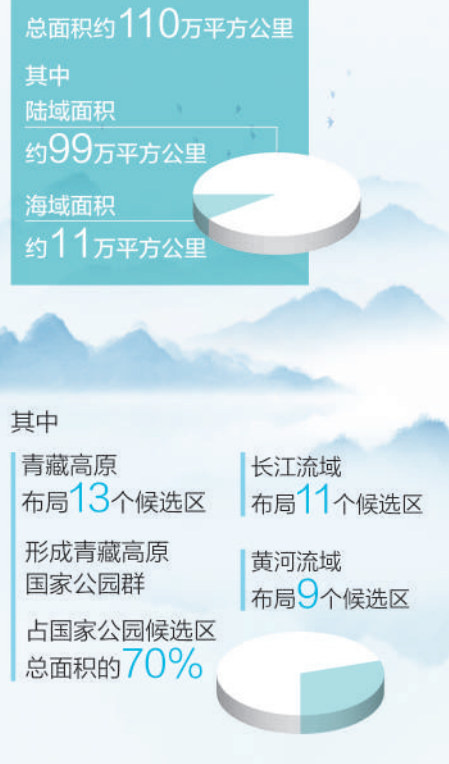 总面积约110万平方公里
其中
陆域面积
约99万平方公里
海域面积
约11万平方公里
其中
青藏高原
布局13个候选区
形成青藏高原
国家公园群
占国家公园候选区
总面积的70%
长江流域
布局11个候选区
黄河流域
布局9个候选区